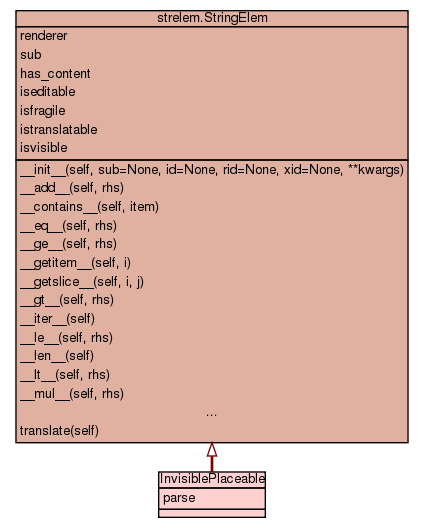 strelem.StringElem
renderer
sub
has_content
iseditable
isfragile
istranslatable
isvisible
__init__(self, sub=None, id=None, rid=None, xid=None, **kwargs)
__add__(self, rhs)
__contains__(self, item)
__eq__(self, rhs)
__ge__(self, rhs)
__getitem__(self, i)
__getslice__(self, i, j)
__gt__(self, rhs)
__iter__(self)
__le__(self, rhs)
__len__(self)
__lt__(self, rhs)
__mul__(self, rhs)
...
translate(self)
InvisiblePlaceable
parse